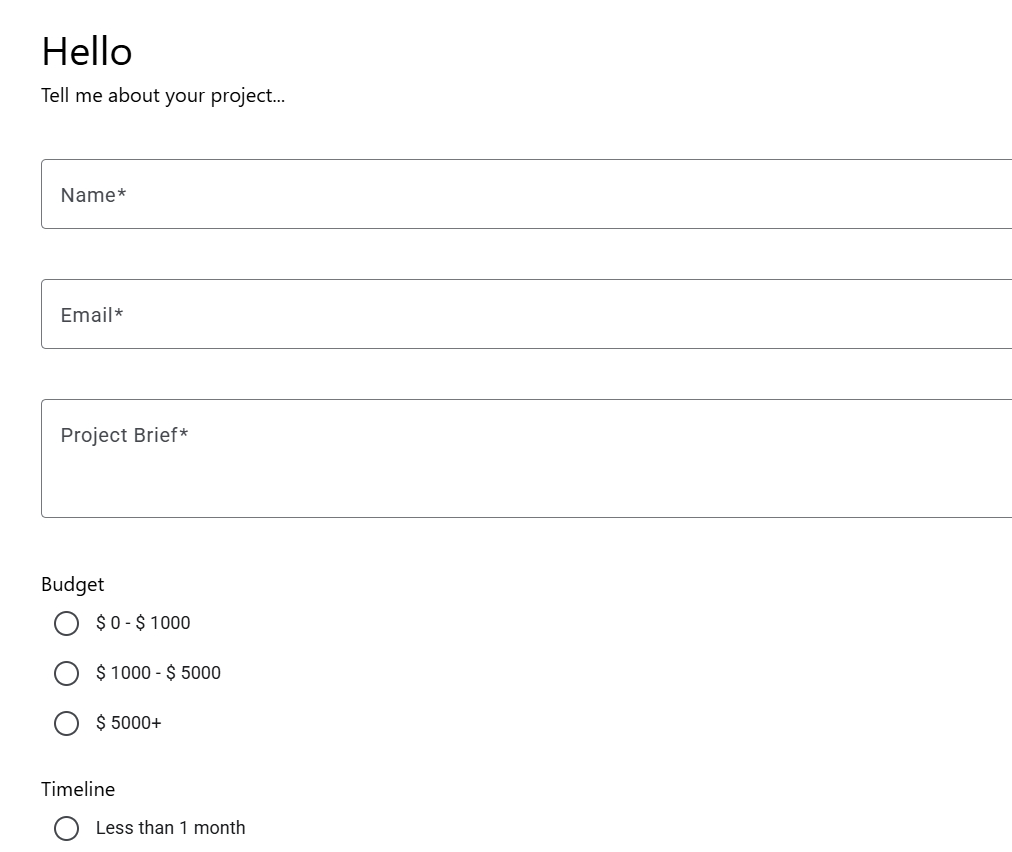 Hello
Tell me about your project...
Name*
Email*
Project Brief*
Budget
$ 0 - $ 1000
$ 1000 - $ 5000
$ 5000+
Timeline
Less than 1 month